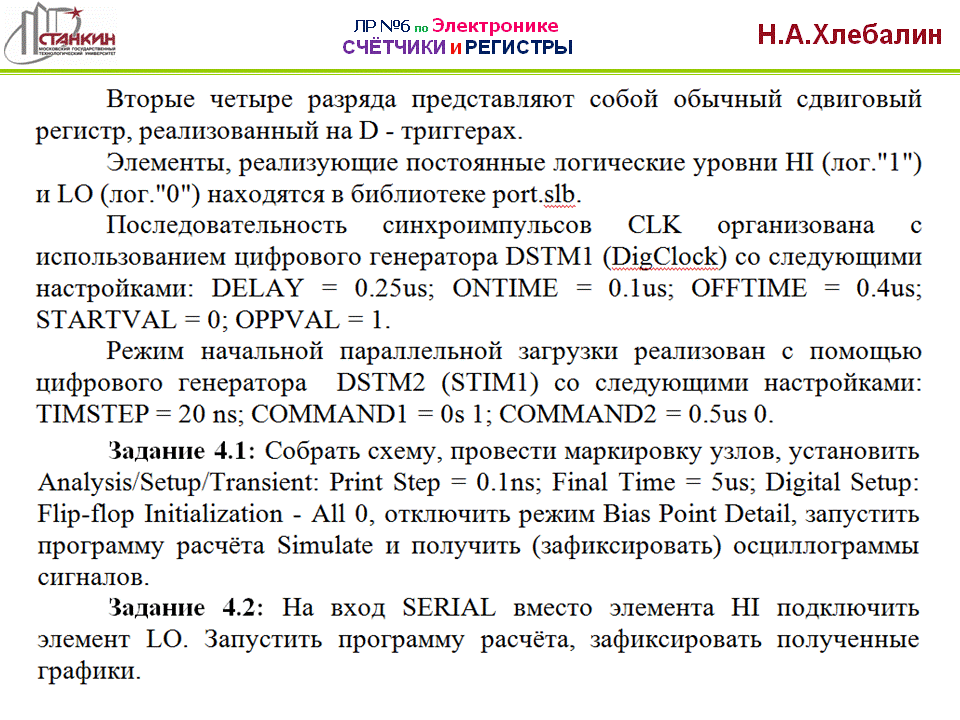 СТАНКИН
МОСКОВСКИЙ ГОСУДАРСТВЕННЫЙ
ТЕХНОЛОГИЧЕСКИЙ УНИВЕРСИТЕТ
ЛР №6 по Электронике
СЧЁТЧИКИ и РЕГИСТРЫ
Н.А.Хлебалин
Вторые четыре разряда представляют собой обычный сдвиговый
регистр, реализованный на D - триггерах.
Элементы, реализующие постоянные логические уровни HI (лог."1")
и LO (лог."0") находятся в библиотеке port.slb.
Последовательность синхроимпульсов CLK организована с
использованием цифрового генератора DSTM1 (DigClock) со следующими
настройками: DELAY = 0.25us; ONTIME = 0.1us; OFFTIME = 0.4us;
STARTVAL = 0; OPPVAL = 1.
Режим начальной параллельной загрузки реализован с помощью
цифрового генератора DSTM2 (STIM1) со следующими настройками:
TIMSTEP = 20 ns; COMMAND1 = 0s 1; COMMAND2 = 0.5us 0.
Задание 4.1: Собрать схему, провести маркировку узлов, установить
Analysis/Setup/Transient: Print Step = 0.1ns; Final Time = 5us; Digital Setup:
Flip-flop Initialization - All 0, отключить режим Bias Point Detail, запустить
программу расчёта Simulate и получить (зафиксировать) осциллограммы
сигналов.
Задание 4.2: На вход SERIAL вместо элемента HI подключить
элемент LO. Запустить программу расчёта, зафиксировать полученные
графики.